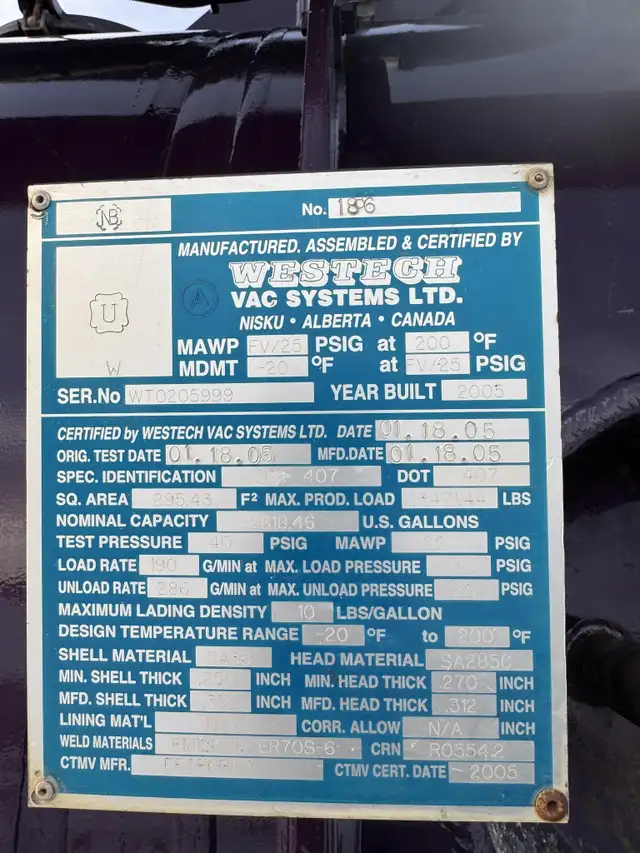 NB No. 1896
MANUFACTURED, ASSEMBLED & CERTIFIED BY
WESTECH
A VAC SYSTEMS LTD.
U
W
NISKU • ALBERTA • CANADA
MAWP FV/25 PSIG at 200 °F
MDMT -20 °F at FV/25 PSIG
SER.No WT0205999 YEAR BUILT 2005
CERTIFIED by WESTECH VAC SYSTEMS LTD. DATE 01.18.05
ORIG. TEST DATE 01.18.05 MFD.DATE 01.18.05
SPEC. IDENTIFICATION 407 DOT 407
SQ. AREA 295.43 F² MAX. PROD. LOAD LBS
NOMINAL CAPACITY U.S. GALLONS
TEST PRESSURE 40 PSIG MAWP PSIG
LOAD RATE 190 G/MIN at MAX. LOAD PRESSURE PSIG
UNLOAD RATE 286 G/MIN at MAX. UNLOAD PRESSURE PSIG
MAXIMUM LADING DENSITY 10 LBS/GALLON
DESIGN TEMPERATURE RANGE -20 °F to 200 °F
SHELL MATERIAL HEAD MATERIAL SA285C
MIN. SHELL THICK INCH MIN. HEAD THICK .270 INCH
MFD. SHELL THICK INCH MFD. HEAD THICK .312 INCH
LINING MAT'L CORR. ALLOW N/A INCH
WELD MATERIALS ER70S-6 CRN R0554.2
CTMV MFR. CTMV CERT. DATE 2005